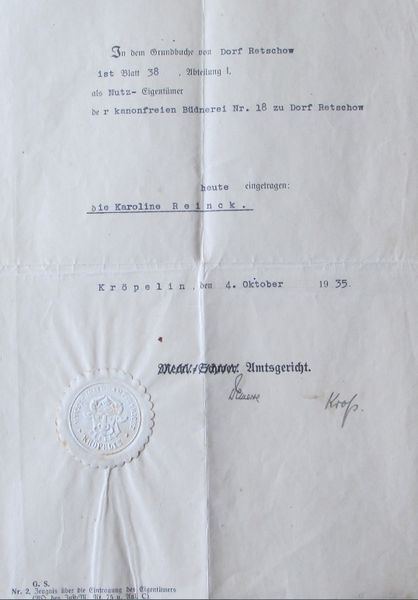 In dem Grundbuche von Dorf Retschow
ist Blatt 38 , Abteilung I,
als Nutz- Eigentümer
der kanonfreien Büdnerei Nr. 18 zu Dorf Retschow
heute eingetragen:
die Karoline Reinck.
Kröpelin, den 4. Oktober 1935.
Amtsgericht.
Kroß.
KRÖPELIN
G. S.
Nr. 2. Zeugnis über die Eintragung des Eigentümers